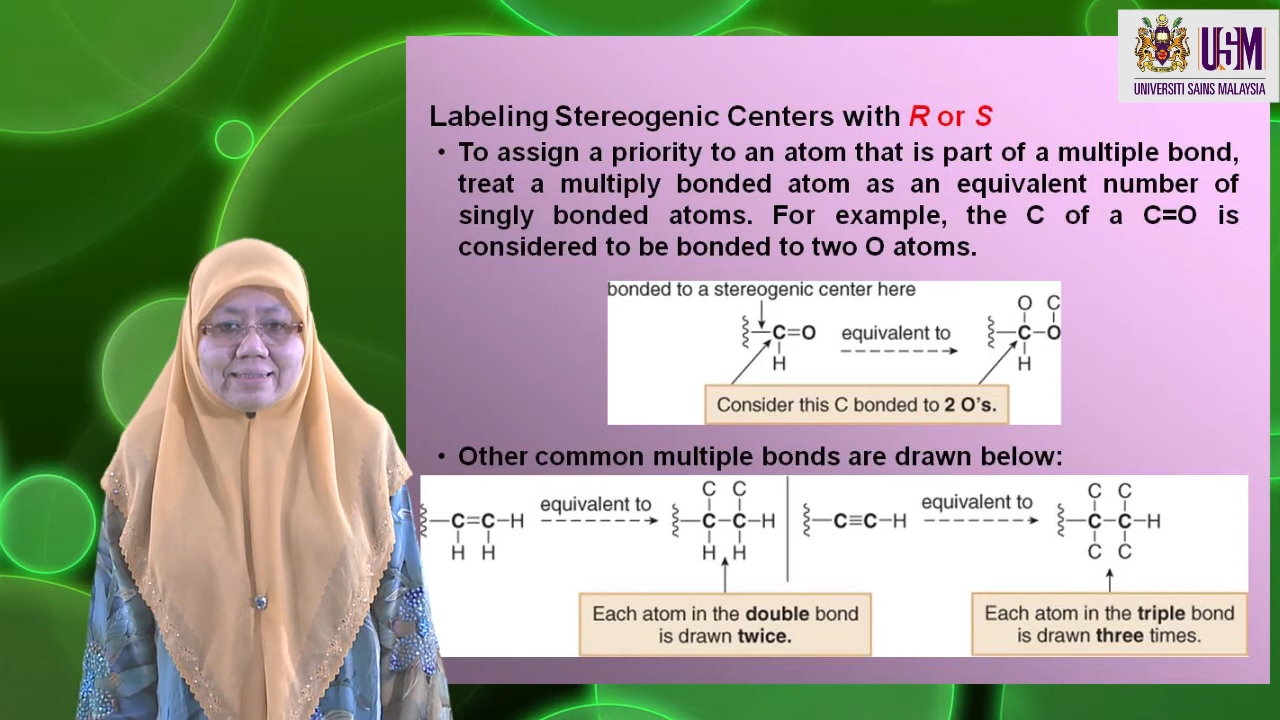 USM
UNIVERSITI SAINS MALAYSIA
Labeling Stereogenic Centers with R or S
• To assign a priority to an atom that is part of a multiple bond,
treat a multiply bonded atom as an equivalent number of
singly bonded atoms. For example, the C of a C=O is
considered to be bonded to two O atoms.
bonded to a stereogenic center here
O C
C=O equivalent to C-O
H H
Consider this C bonded to 2 O's.
• Other common multiple bonds are drawn below:
C C C C
C=C-H equivalent to C-C-H C≡C-H equivalent to C-C-H
H H H H C C
Each atom in the double bond
is drawn twice.
Each atom in the triple bond
is drawn three times.